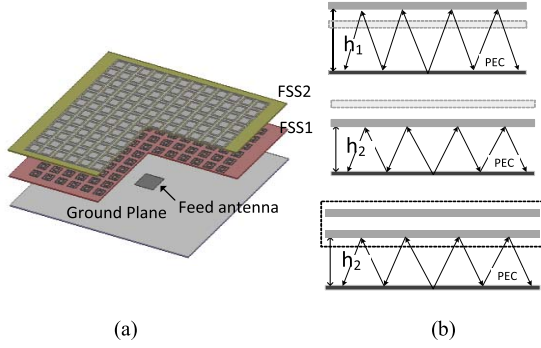 FSS2
FSS1
Ground Plane
Feed antenna
(a)
h1
PEC
h2
PEC
h2
PEC
(b)